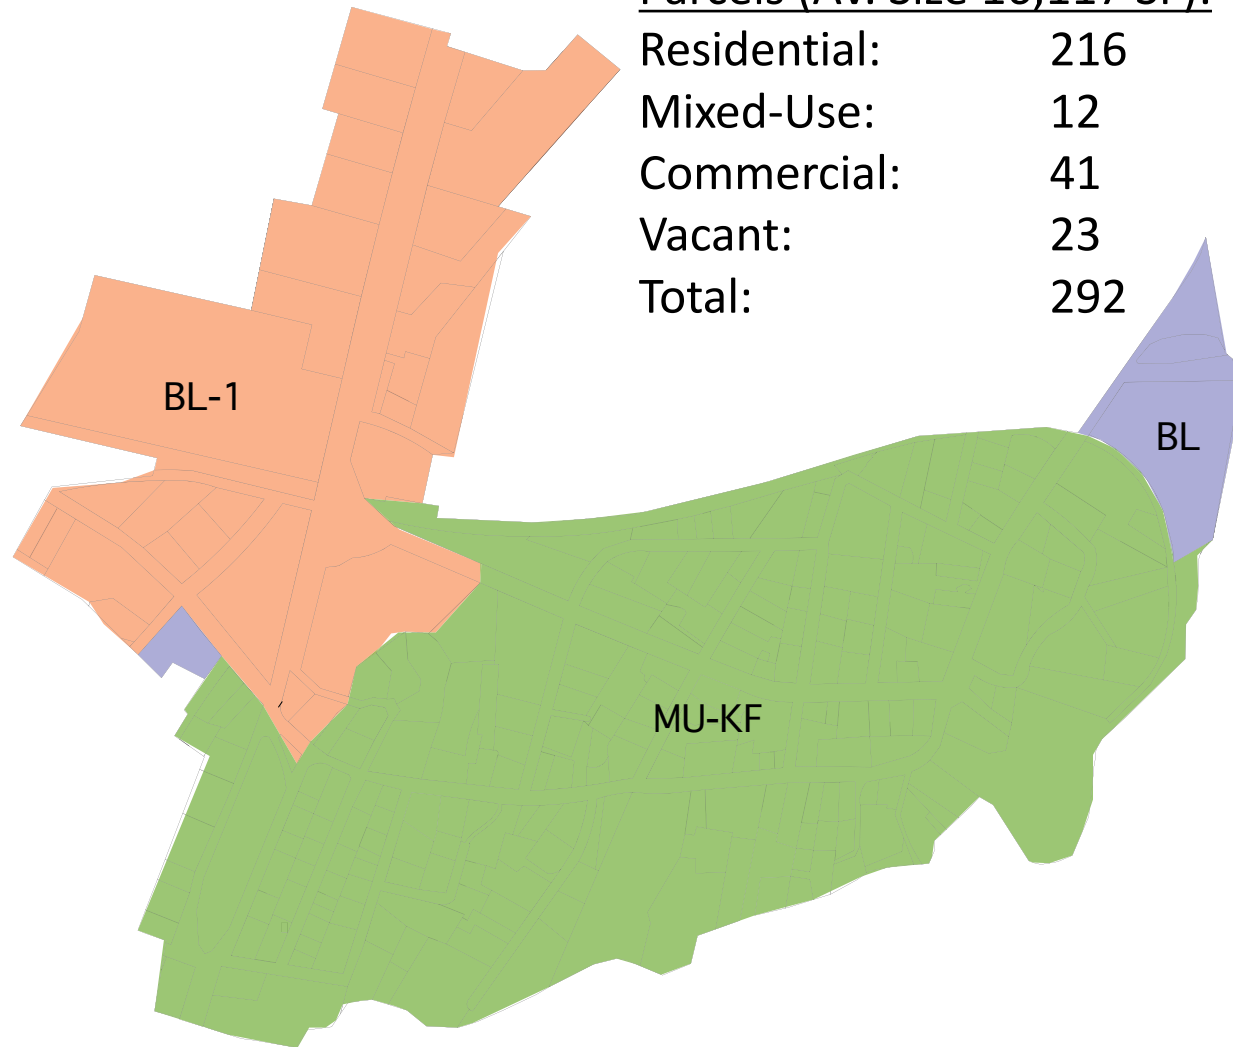 Residential: 216
Mixed-Use: 12
Commercial: 41
Vacant: 23
Total: 292
BL-1
BL
MU-KF